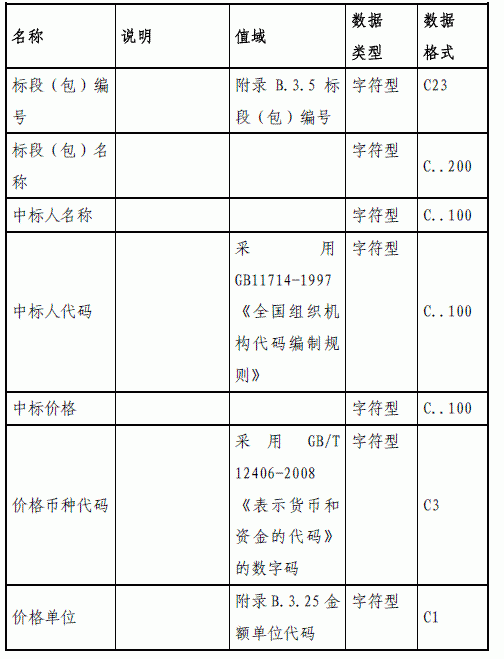 名称 说明 值域 数据
类型 数据
格式
标段（包）编
号 附录 B.3.5 标
段（包）编号 字符型 C23
标段（包）名
称 字符型 C..200
中标人名称 字符型 C..100
中标人代码 采用
GB11714-1997
《全国组织机
构代码编制规
则》 字符型 C..100
中标价格 字符型 C..100
价格币种代码 采用 GB/T
12406-2008
《表示货币和
资金的代码》
的数字码 字符型 C3
价格单位 附录B.3.25金
额单位代码 字符型 C1